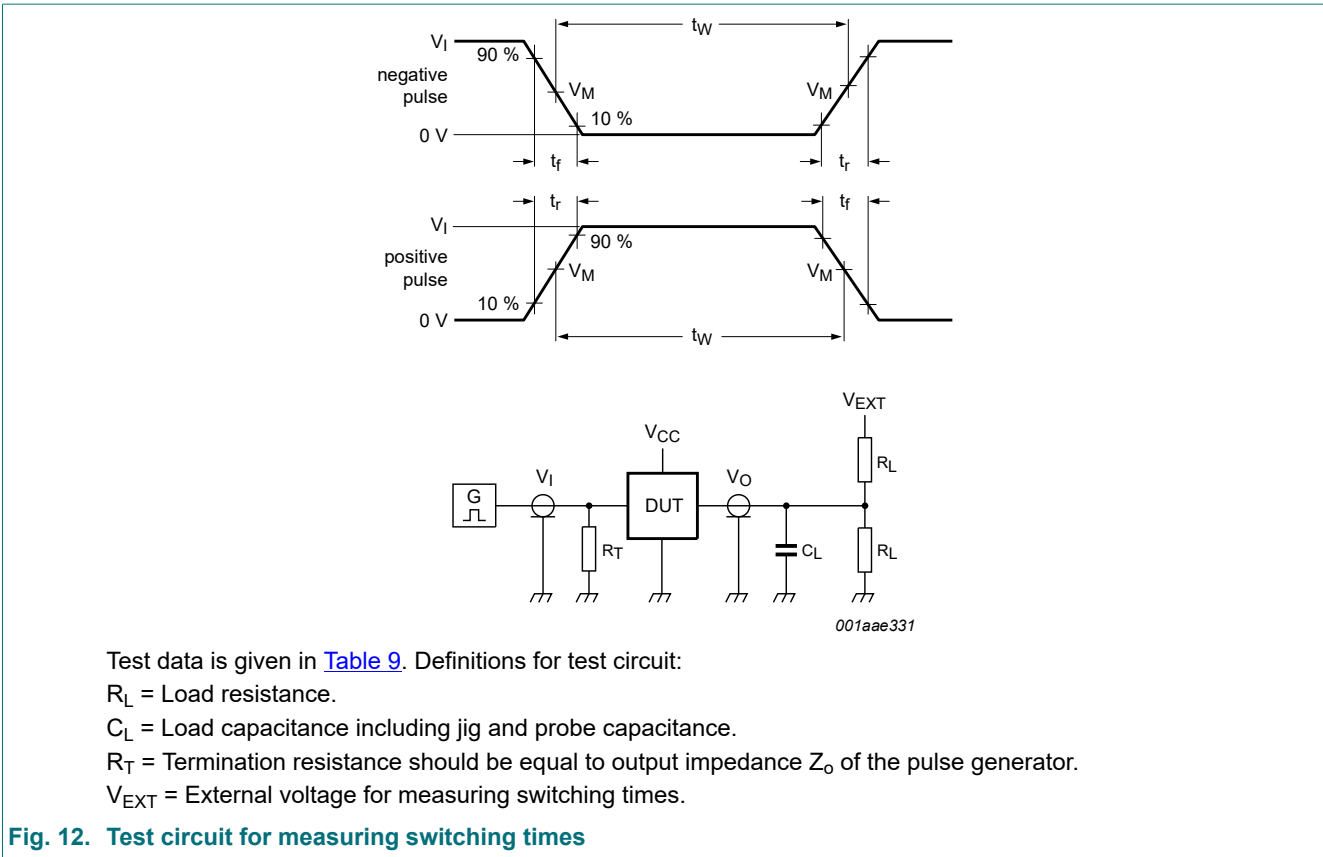 tW
VI
90 %
negative
pulse
VM
VM
10 %
0 V
tf
tr
tr
tf
VI
90 %
positive
pulse
VM
VM
10 %
0 V
tW
VEXT
VCC
RL
VI
VO
G
DUT
RT
CL
RL
001aae331
Test data is given in Table 9. Definitions for test circuit:
RL = Load resistance.
CL = Load capacitance including jig and probe capacitance.
RT = Termination resistance should be equal to output impedance Zo of the pulse generator.
VEXT = External voltage for measuring switching times.
Fig. 12. Test circuit for measuring switching times